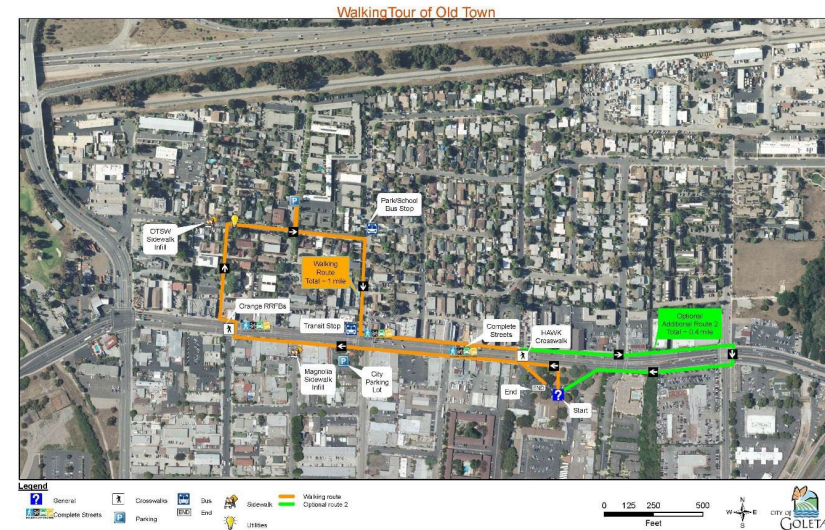 WalkingTour of Old Town
Park/School
Bus Stop
DTSW
Sidewalk
Infill
Walking
Route
Total ~ 1 mile
Orange RRFBs
Transit Stop
Complete
Streets
HAWK
Crosswalk
Optional
Additional Route 2
Total = 0.4 mile
Magnolia
Sidewalk
Infill
City
Parking
Lot
End
END
Start
Legend
General
Crosswalks
Bus
Sidewalk
Walking route
Optional route 2
Complete Streets
Parking
END
End
Utilities
0 125 250 500
Feet
N
W E
S
CITY OF
GOLET